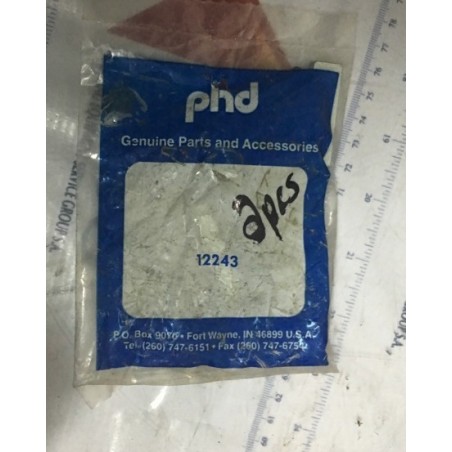 phd
Genuine Parts and Accessories
2pcs
12243
P.O. Box 9070 • Fort Wayne, IN 46899 U.S.A.
Tel. (260) 747-6151 • Fax (260) 747-6754